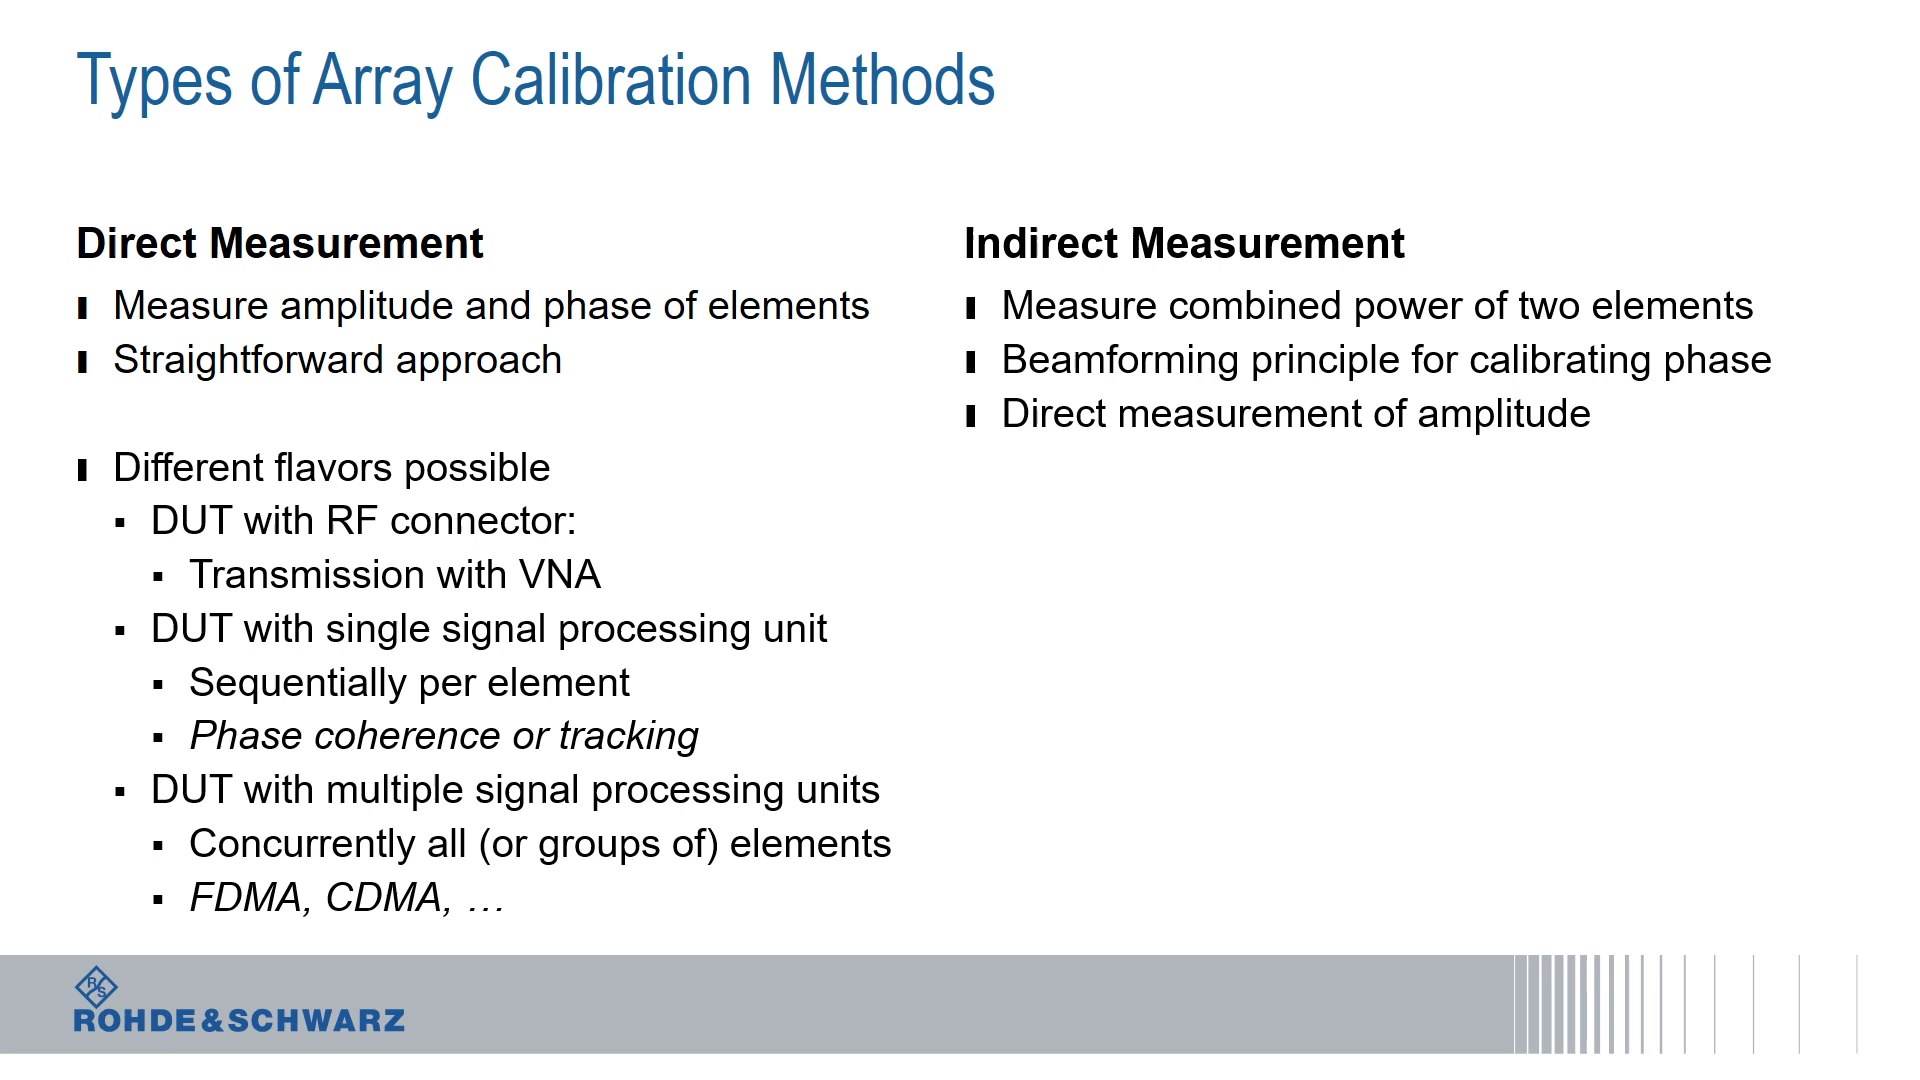 Types of Array Calibration Methods
Direct Measurement
Measure amplitude and phase of elements
Straightforward approach
Different flavors possible
DUT with RF connector:
Transmission with VNA
DUT with single signal processing unit
Sequentially per element
Phase coherence or tracking
DUT with multiple signal processing units
Concurrently all (or groups of) elements
FDMA, CDMA, …
Indirect Measurement
Measure combined power of two elements
Beamforming principle for calibrating phase
Direct measurement of amplitude
R S
ROHDE&SCHWARZ